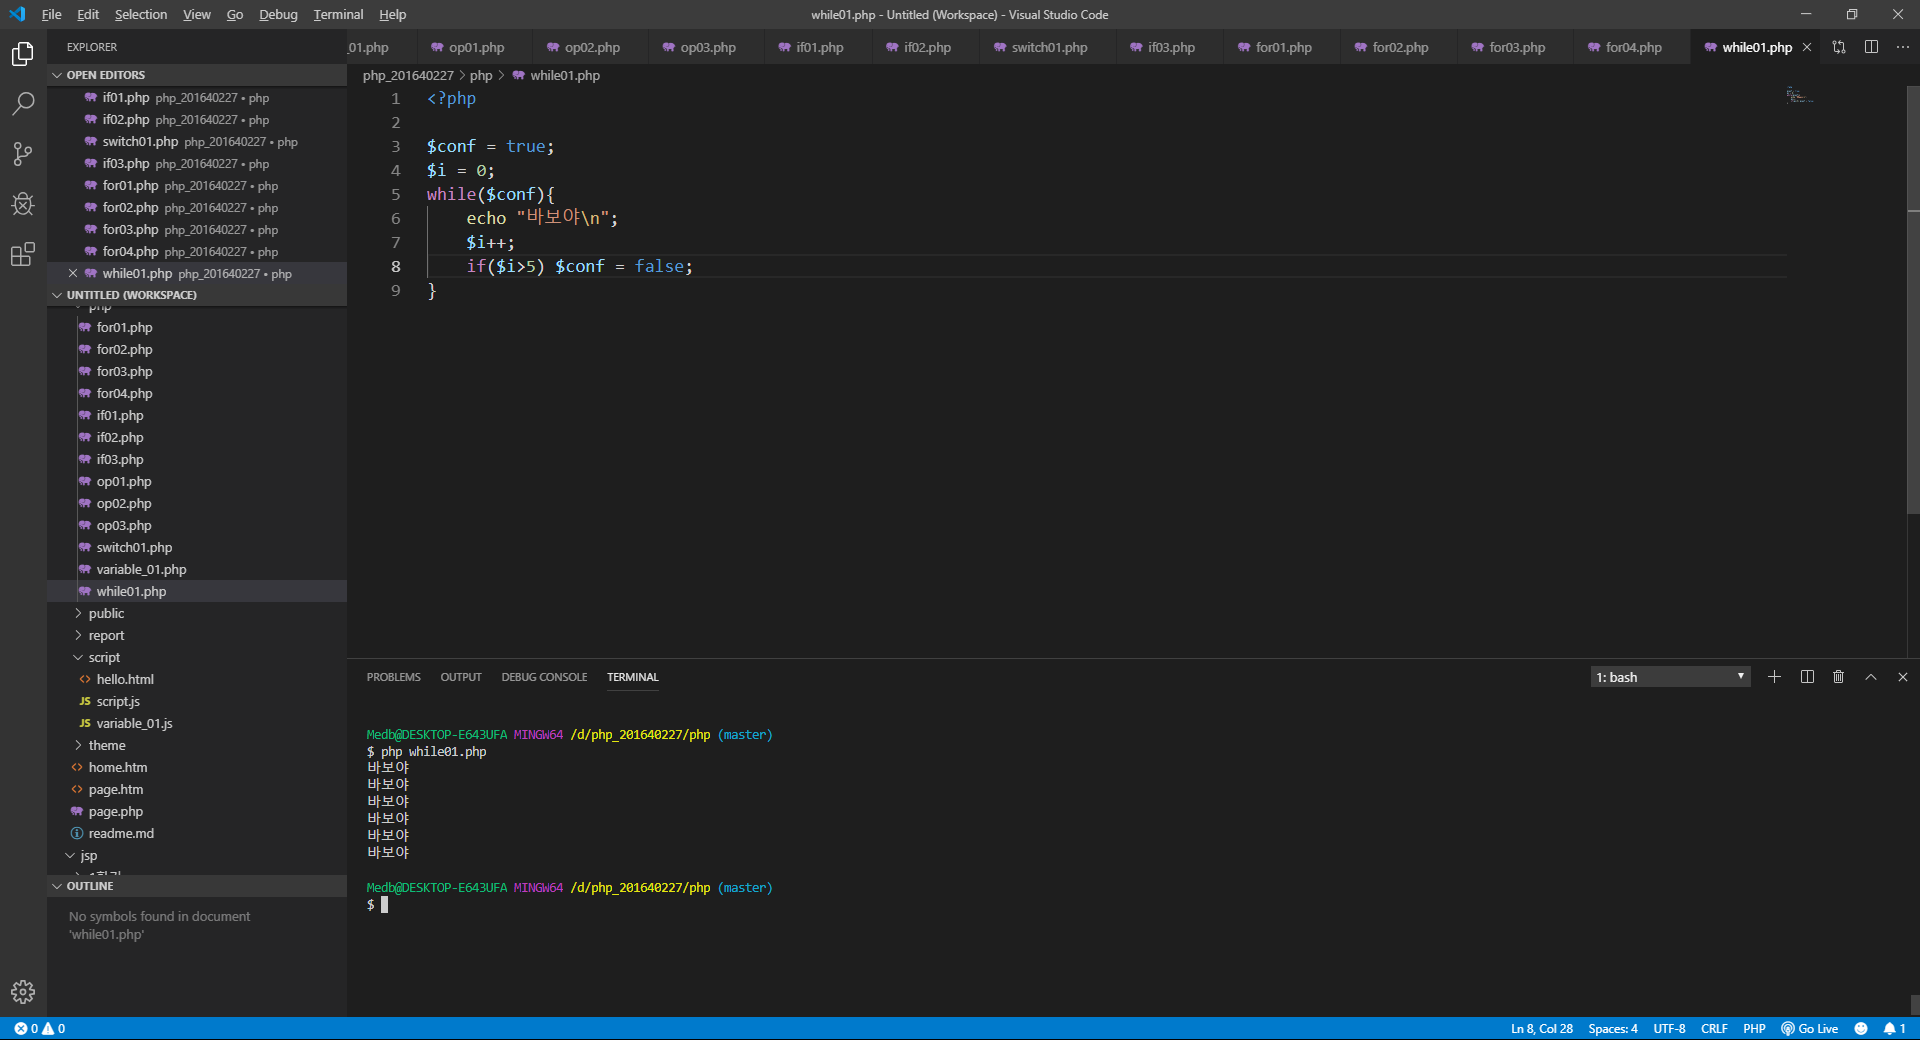 File Edit Selection View Go Debug Terminal Help
while01.php - Untitled (Workspace) - Visual Studio Code
EXPLORER
_01.php op01.php op02.php op03.php if01.php if02.php switch01.php if03.php for01.php for02.php for03.php for04.php while01.php
OPEN EDITORS
if01.php php_201640227 • php
if02.php php_201640227 • php
switch01.php php_201640227 • php
if03.php php_201640227 • php
for01.php php_201640227 • php
for02.php php_201640227 • php
for03.php php_201640227 • php
for04.php php_201640227 • php
while01.php php_201640227 • php
UNTITLED (WORKSPACE)
php
for01.php
for02.php
for03.php
for04.php
if01.php
if02.php
if03.php
op01.php
op02.php
op03.php
switch01.php
variable_01.php
while01.php
public
report
script
hello.html
JS script.js
JS variable_01.js
theme
home.htm
page.htm
page.php
readme.md
jsp
OUTLINE
No symbols found in document
'while01.php'
php_201640227 > php > while01.php
1 <?php
2
3 $conf = true;
4 $i = 0;
5 while($conf){
6 echo "바보야\n";
7 $i++;
8 if($i>5) $conf = false;
9 }
PROBLEMS OUTPUT DEBUG CONSOLE TERMINAL
1: bash
Medb@DESKTOP-E643UFA MINGW64 /d/php_201640227/php (master)
$ php while01.php
바보야
바보야
바보야
바보야
바보야
바보야
Medb@DESKTOP-E643UFA MINGW64 /d/php_201640227/php (master)
$
0 0
Ln 8, Col 28 Spaces: 4 UTF-8 CRLF PHP Go Live 1